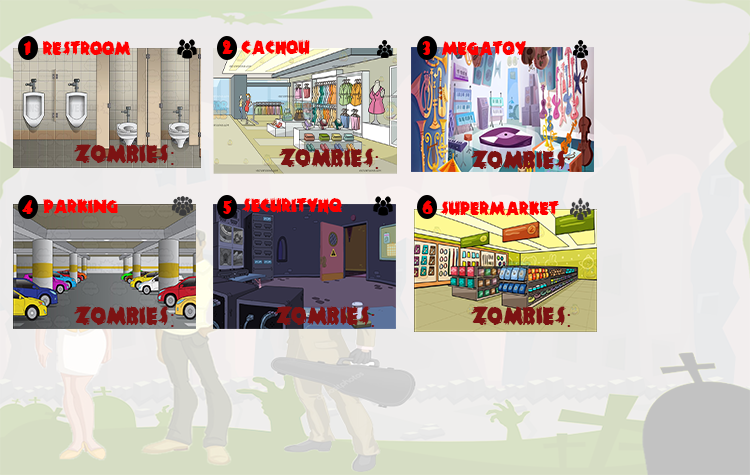 1 RESTROOM
ZOMBIES:
2 CACHOU
ZOMBIES:
3 MEGATOY
ZOMBIES:
4 PARKING
ZOMBIES:
5 SECURITYHQ
ZOMBIES:
6 SUPERMARKET
ZOMBIES: